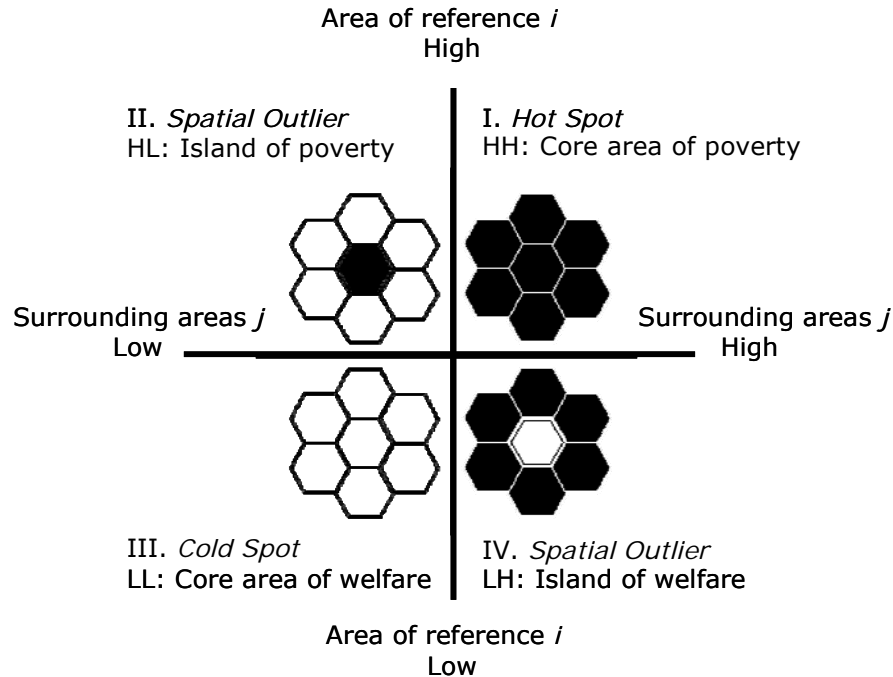 Area of reference i
High
II. Spatial Outlier
HL: Island of poverty
I. Hot Spot
HH: Core area of poverty
Surrounding areas j
Low
Surrounding areas j
High
III. Cold Spot
LL: Core area of welfare
IV. Spatial Outlier
LH: Island of welfare
Area of reference i
Low